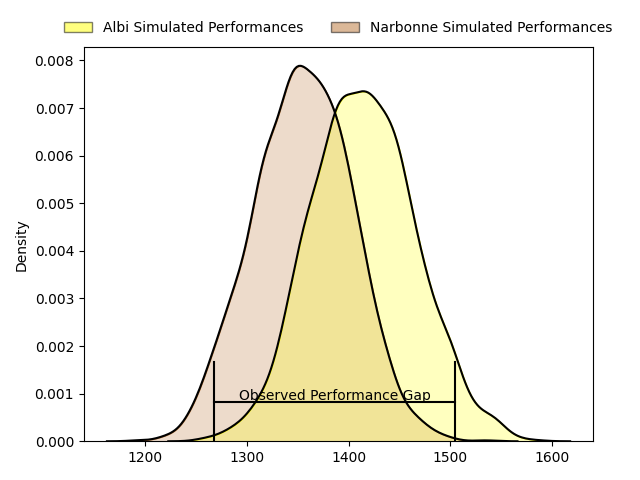 Albi Simulated Performances
Narbonne Simulated Performances
0.008
0.007
0.006
0.005
0.004
0.003
0.002
0.001
0.000
Density
Observed Performance Gap
1200 1300 1400 1500 1600